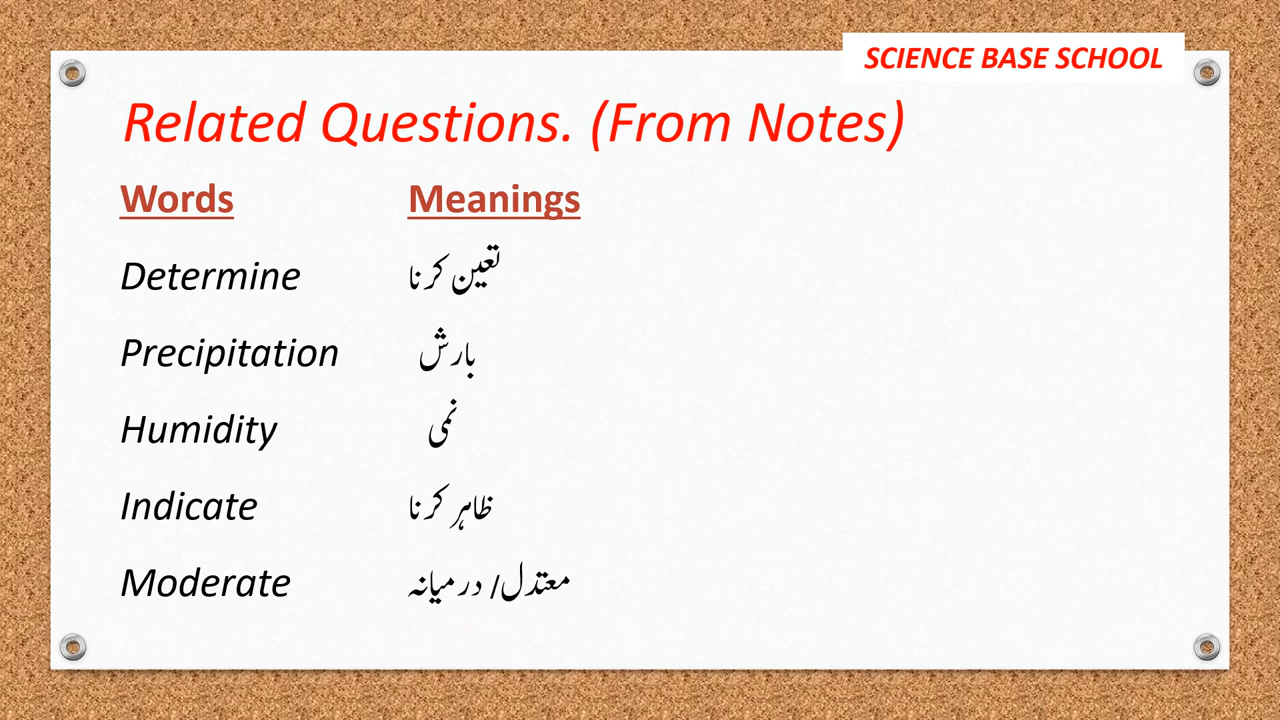 SCIENCE BASE SCHOOL
Related Questions. (From Notes)
Words Meanings
Determine تعین کرنا
Precipitation بارش
Humidity نمی
Indicate ظاہر کرنا
Moderate معتدل/ درمیانہ